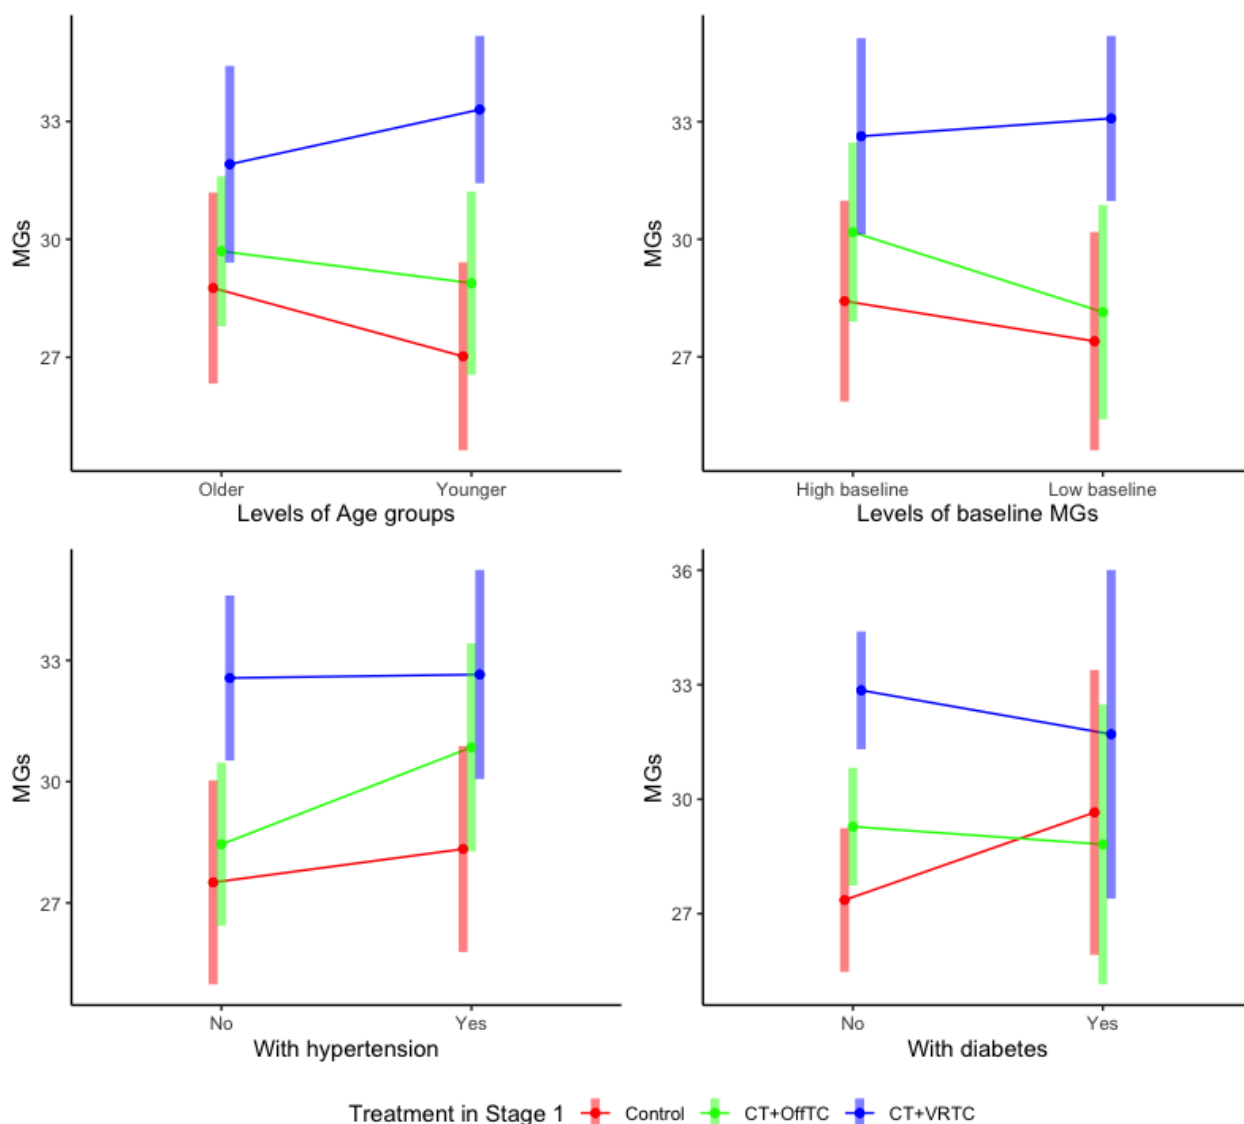 MGs
33
30
27
Older
Younger
Levels of Age groups
MGs
33
30
27
High baseline
Low baseline
Levels of baseline MGs
MGs
33
30
27
No
Yes
With hypertension
MGs
36
33
30
27
No
Yes
With diabetes
Treatment in Stage 1 Control CT+OffTC CT+VRTC